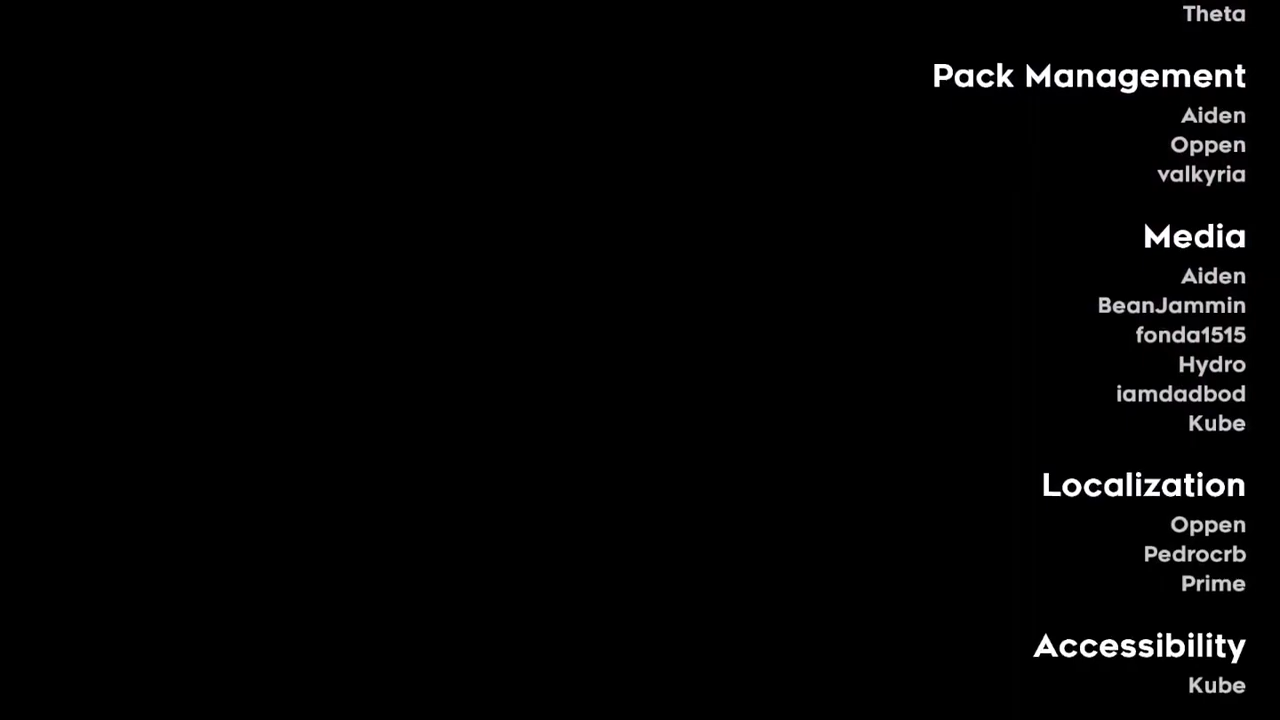 Theta
Pack Management
Aiden
Oppen
valkyria
Media
Aiden
BeanJammin
fonda1515
Hydro
iamdadbod
Kube
Localization
Oppen
Pedrocrb
Prime
Accessibility
Kube